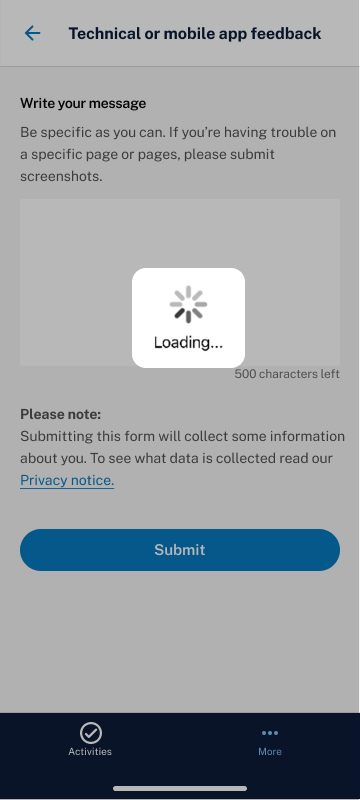 Technical or mobile app feedback
Write your message
Be specific as you can. If you're having trouble on
a specific page or pages, please submit
screenshots.
Loading...
500 characters left
Please note:
Submitting this form will collect some information
about you. To see what data is collected read our
Privacy notice.
Submit
Activities
More